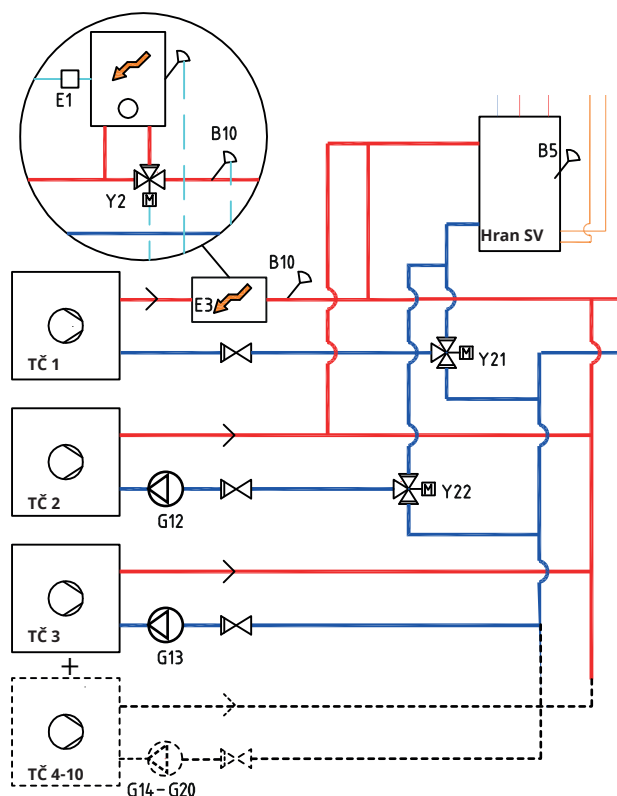 E1
B10
Y2
M
B5
Hran SV
B10
E3
TČ 1
M
Y21
TČ 2
G12
M
Y22
TČ 3
G13
+
TČ 4-10
G14 - G20